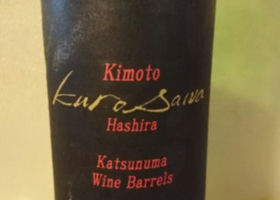 Kimoto
Kurosawa
Hashira
Katsunuma
Wine Barrels